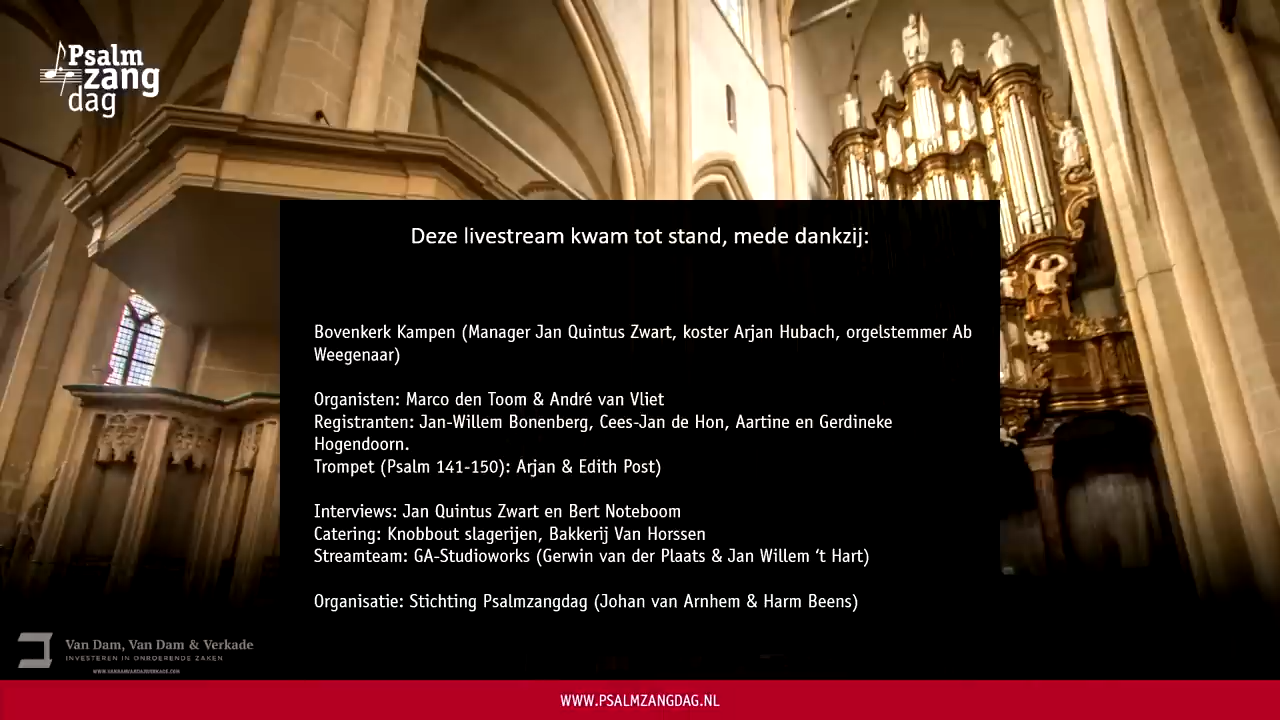 Psalm
zang
dag
Deze livestream kwam tot stand, mede dankzij:
Bovenkerk Kampen (Manager Jan Quintus Zwart, koster Arjan Hubach, orgelstemmer Ab
Weegenaar)
Organisten: Marco den Toom & André van Vliet
Registranten: Jan-Willem Bonenberg, Cees-Jan de Hon, Aartine en Gerdineke
Hogendoorn.
Trompet (Psalm 141-150): Arjan & Edith Post)
Interviews: Jan Quintus Zwart en Bert Noteboom
Catering: Knobbout slagerijen, Bakkerij Van Horssen
Streamteam: GA-Studioworks (Gerwin van der Plaats & Jan Willem ‘t Hart)
Organisatie: Stichting Psalmzangdag (Johan van Arnhem & Harm Beens)
Van Dam, Van Dam & Verkade
INVESTEREN IN ONROERENDE ZAKEN
WWW.VANDAMVANDAMVERKADE.COM
WWW.PSALMZANGDAG.NL